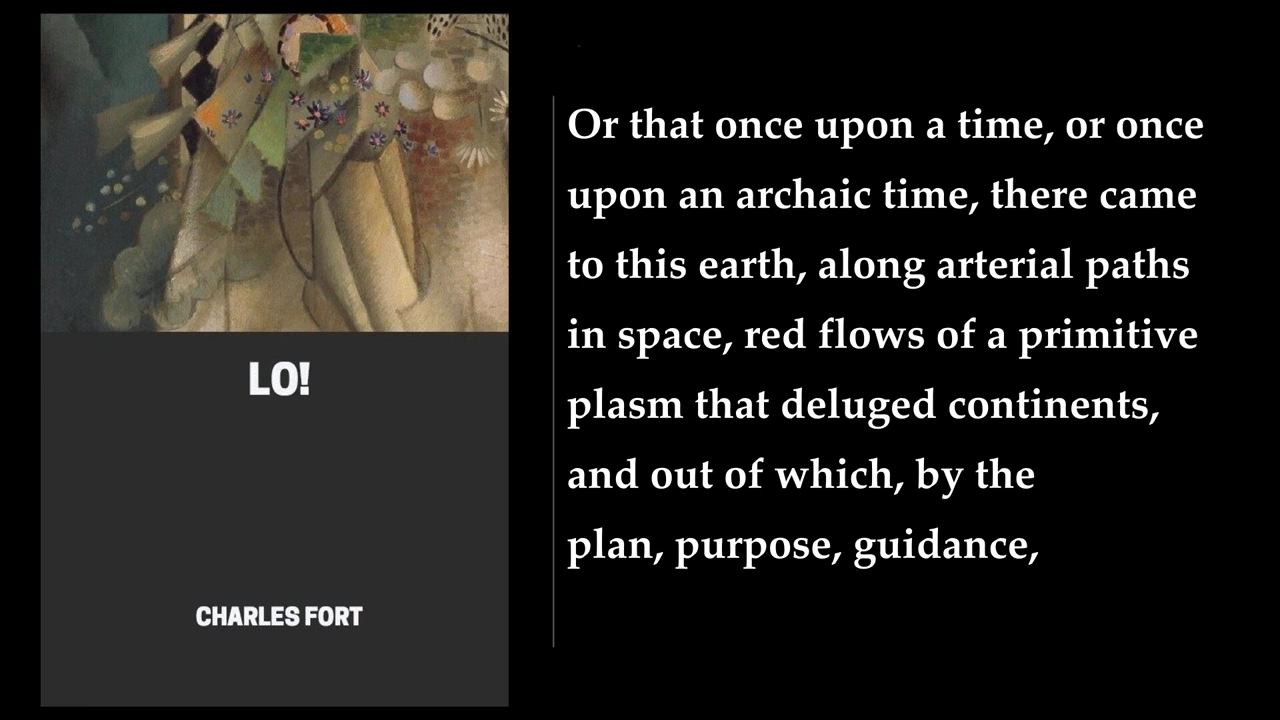 LO!
CHARLES FORT
Or that once upon a time, or once
upon an archaic time, there came
to this earth, along arterial paths
in space, red flows of a primitive
plasm that deluged continents,
and out of which, by the
plan, purpose, guidance,